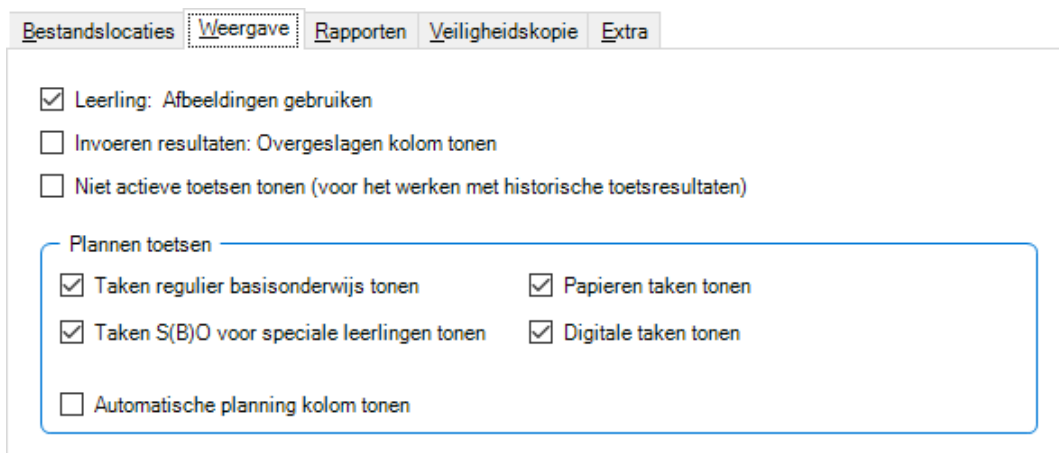 Bestandslocaties Weergave Rapporten Veiligheidskopie Extra
Leerling: Afbeeldingen gebruiken
Invoeren resultaten: Overgeslagen kolom tonen
Niet actieve toetsen tonen (voor het werken met historische toetsresultaten)
Plannen toetsen
Taken regulier basisonderwijs tonen Papieren taken tonen
Taken S(B)O voor speciale leerlingen tonen Digitale taken tonen
Automatische planning kolom tonen